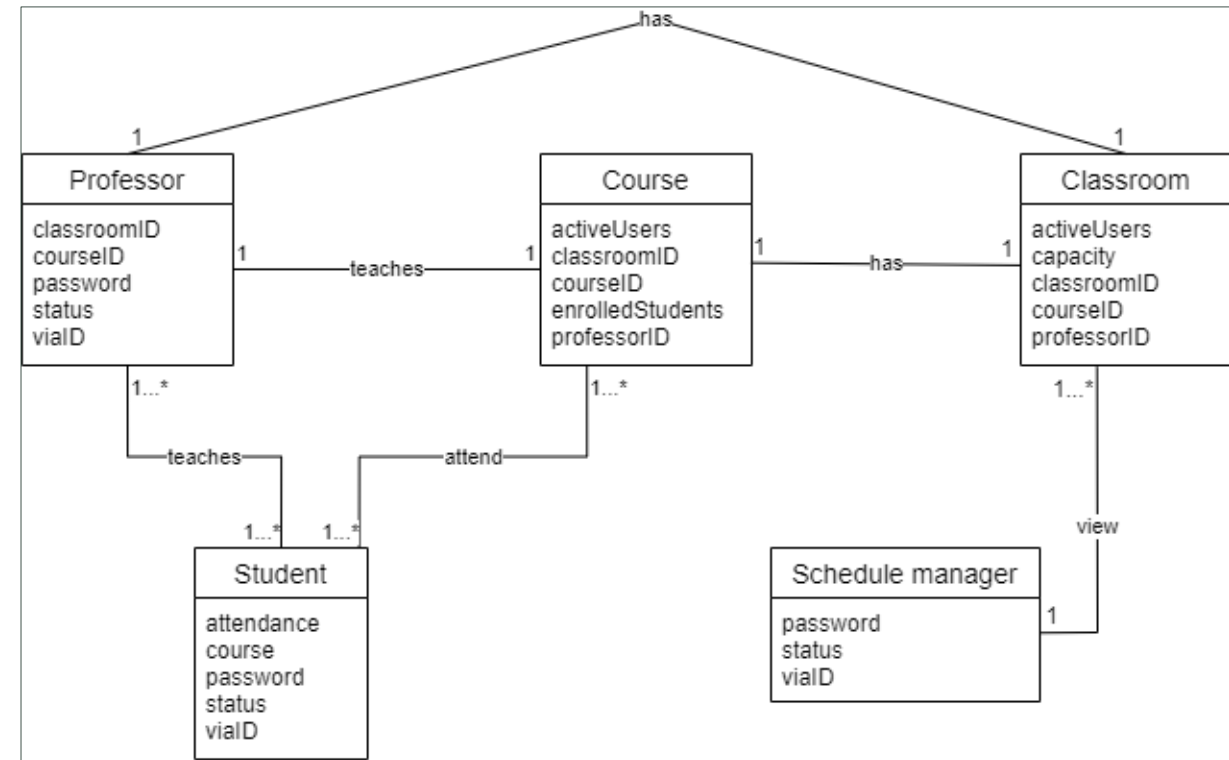 has
1
1
Professor
classroomID
courseID
password
status
viaID
1
teaches
1
Course
activeUsers
classroomID
courseID
enrolledStudents
professorID
1
has
1
Classroom
activeUsers
capacity
classroomID
courseID
professorID
1...*
teaches
1...*
1...*
attend
1...*
1...*
view
1
Student
attendance
course
password
status
viaID
Schedule manager
password
status
viaID